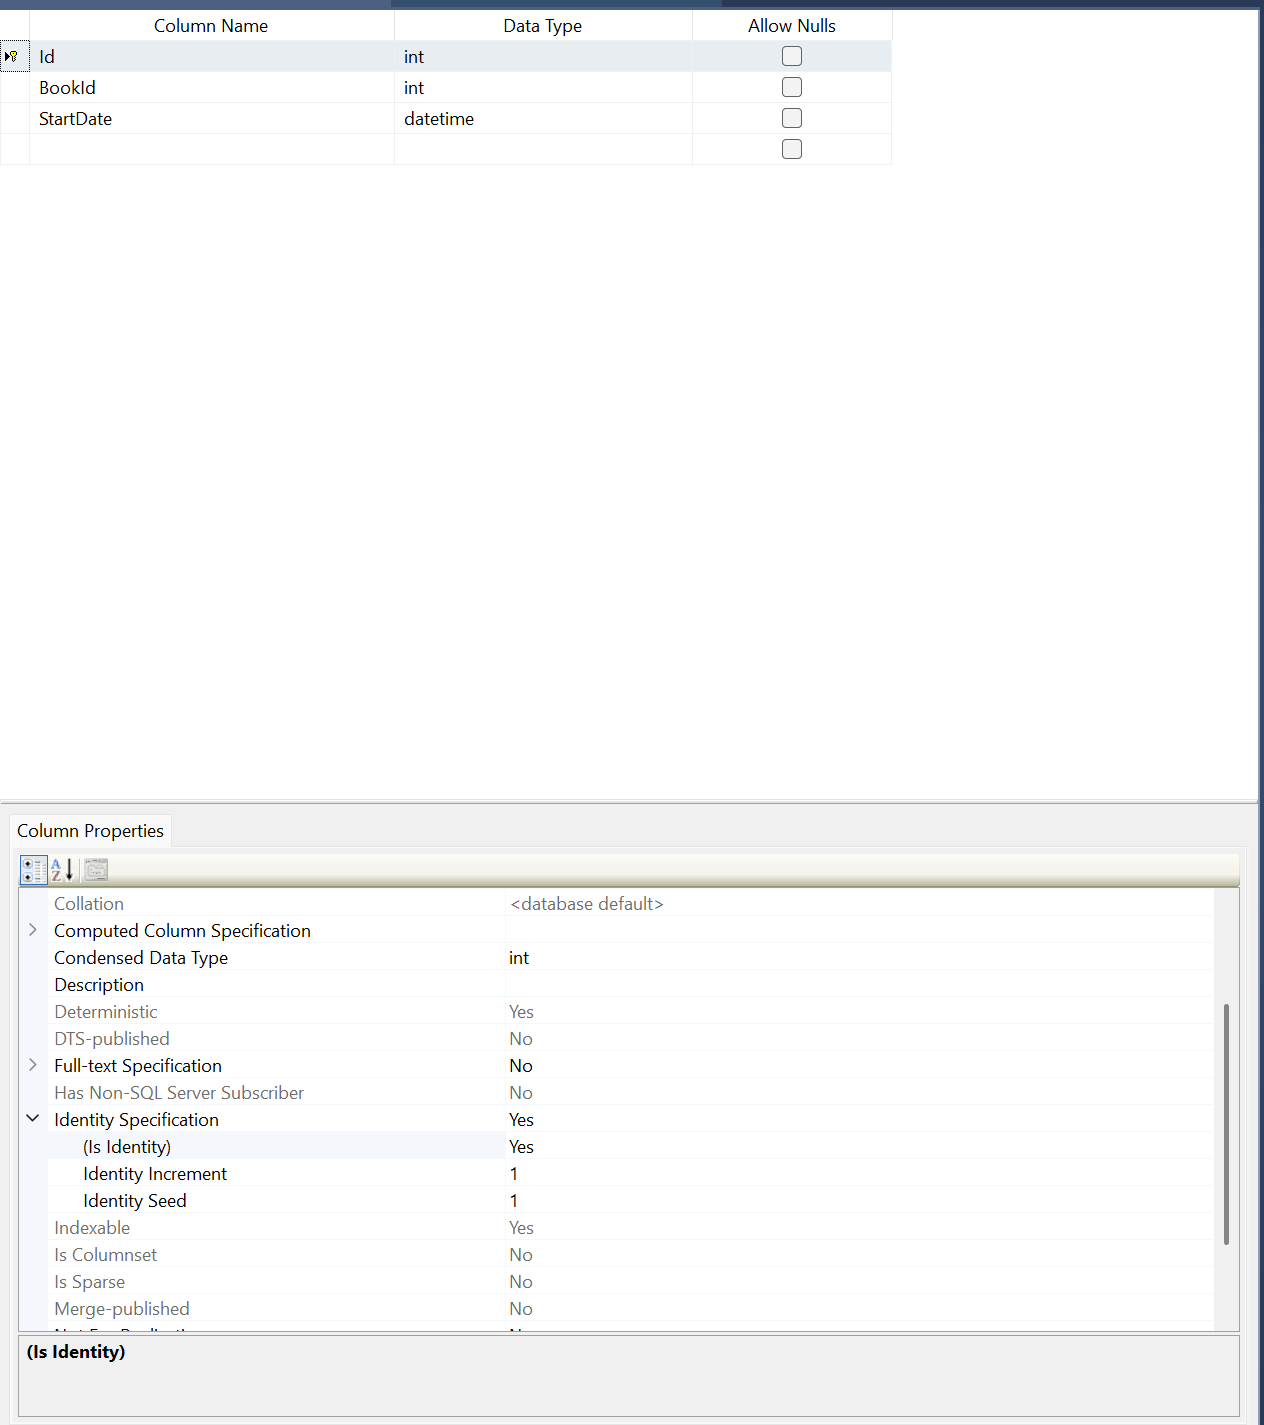 Column Name Data Type Allow Nulls
Id int
BookId int
StartDate datetime
Column Properties
Collation <database default>
Computed Column Specification
Condensed Data Type int
Description
Deterministic Yes
DTS-published No
Full-text Specification No
Has Non-SQL Server Subscriber No
Identity Specification Yes
(Is Identity) Yes
Identity Increment 1
Identity Seed 1
Indexable Yes
Is Columnset No
Is Sparse No
Merge-published No
(Is Identity)